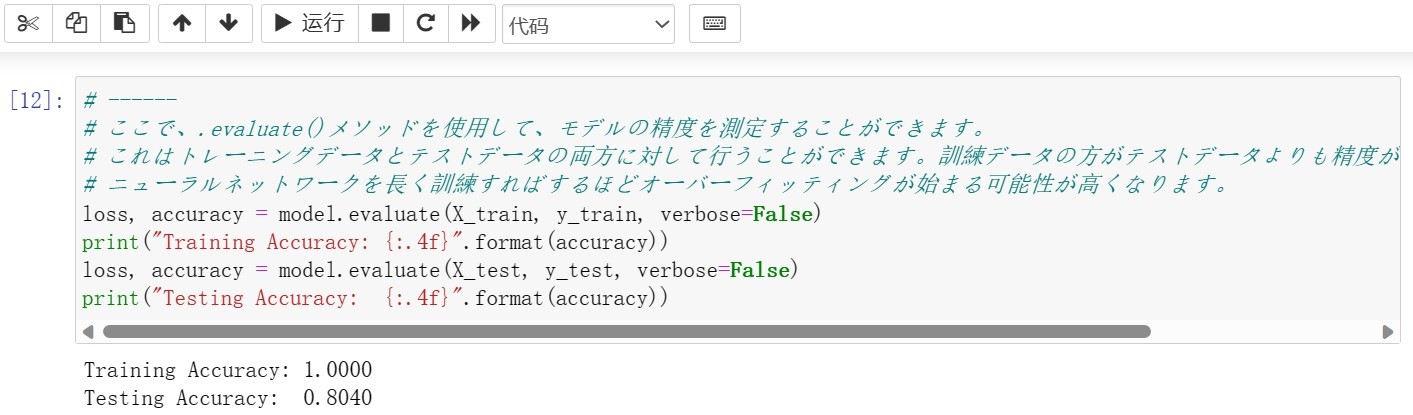 运行
代码
[12]:
# ------
# ここで、.evaluate()メソッドを使用して、モデルの精度を測定することができます。
# これはトレーニングデータとテストデータの両方に対して行うことができます。訓練データの方がテストデータよりも精度が
# ニューラルネットワークを長く訓練すればするほどオーバーフィッティングが始まる可能性が高くなります。
loss, accuracy = model.evaluate(X_train, y_train, verbose=False)
print("Training Accuracy: {:.4f}".format(accuracy))
loss, accuracy = model.evaluate(X_test, y_test, verbose=False)
print("Testing Accuracy:  {:.4f}".format(accuracy))
Training Accuracy: 1.0000
Testing Accuracy:  0.8040